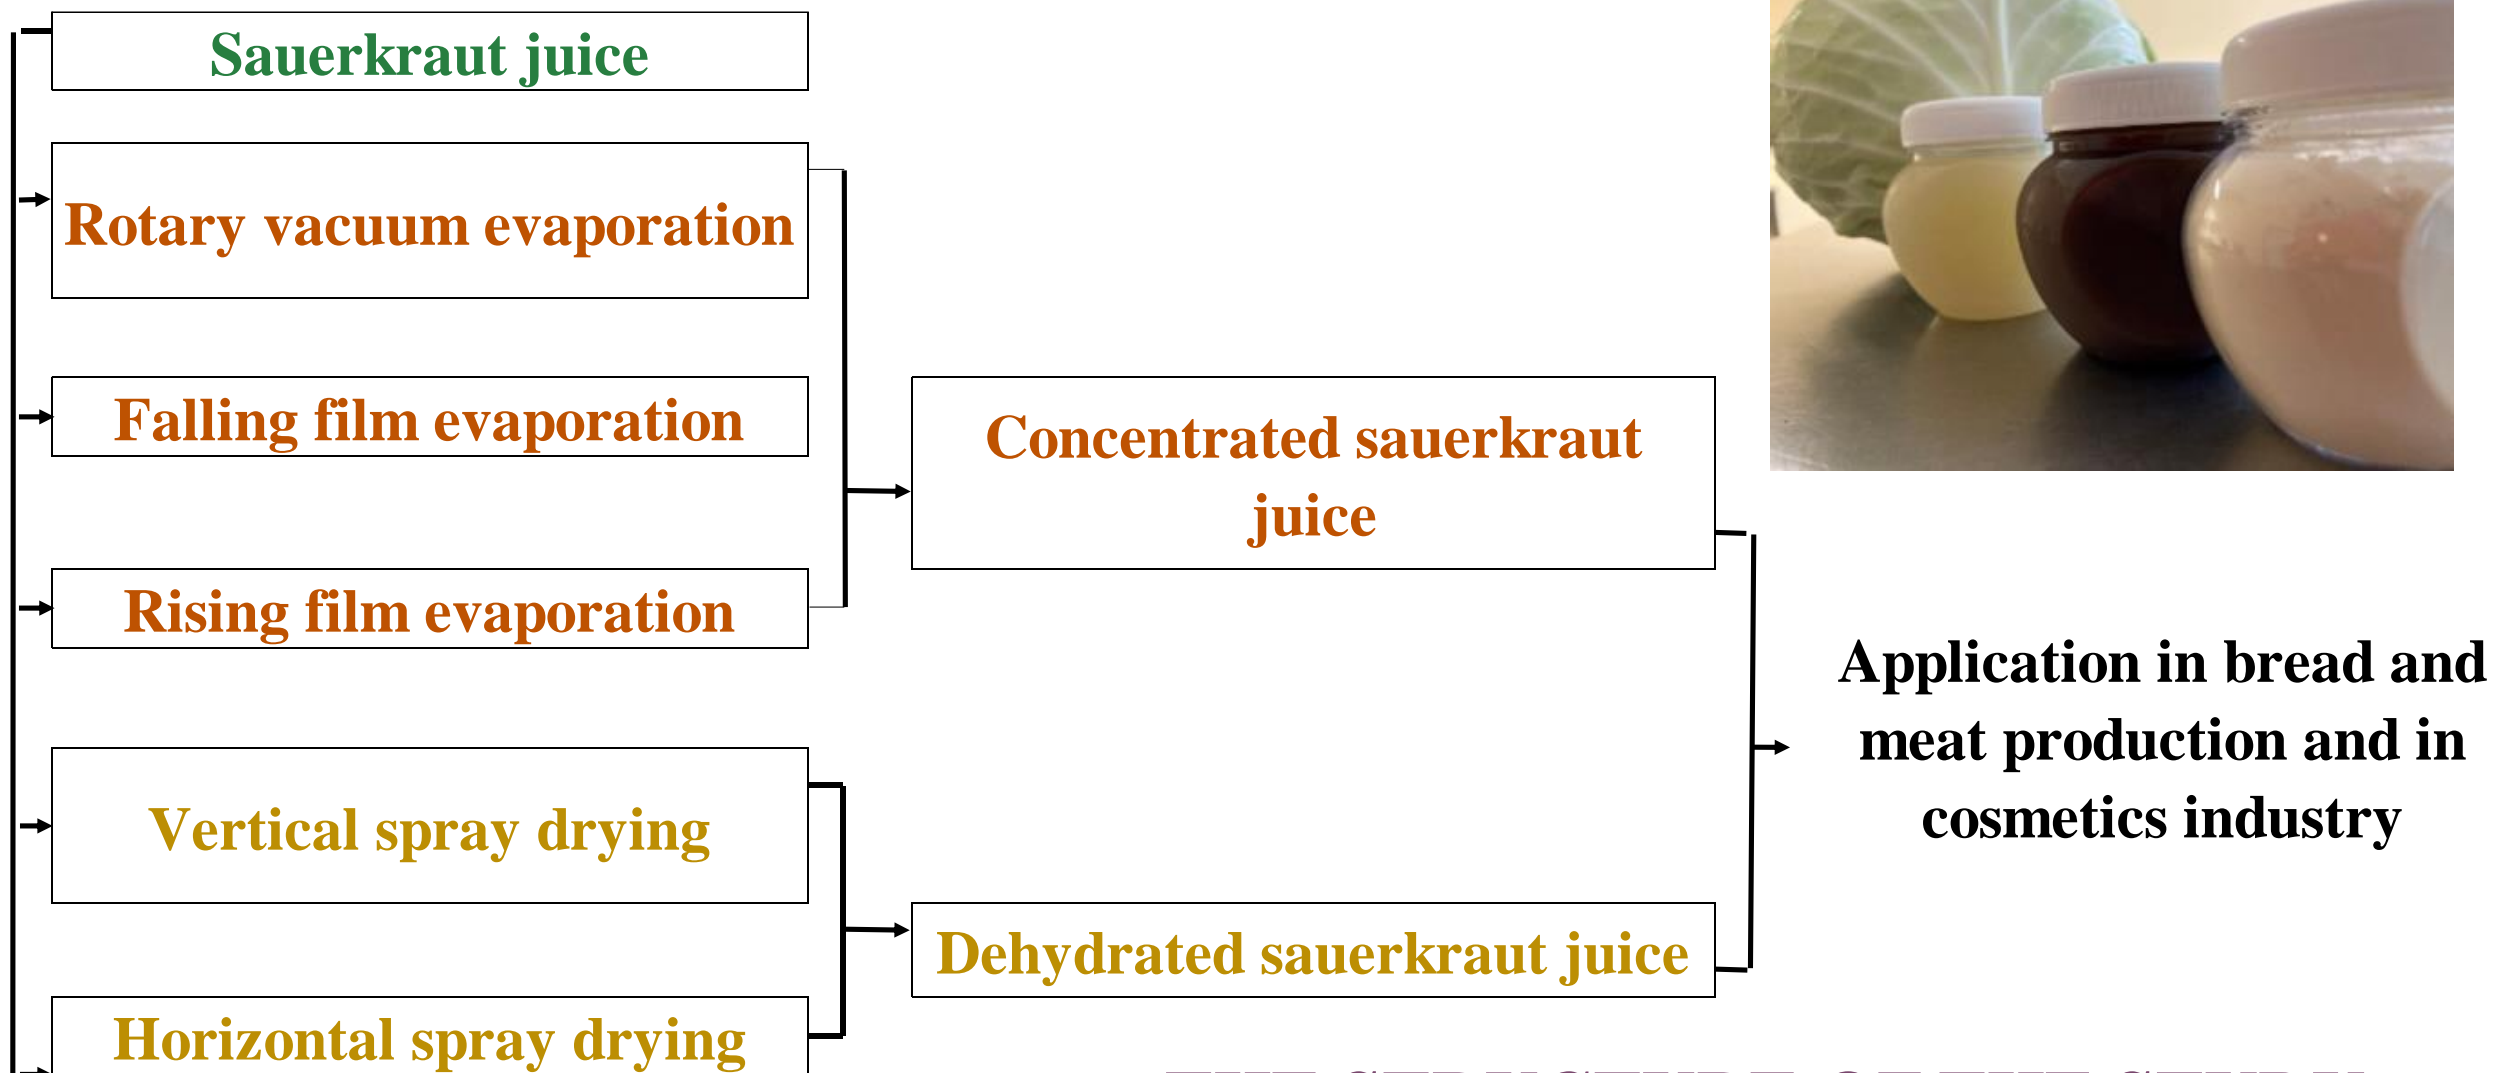 Sauerkraut juice
Rotary vacuum evaporation
Falling film evaporation
Rising film evaporation
Vertical spray drying
Horizontal spray drying
Concentrated sauerkraut
juice
Dehydrated sauerkraut juice
Application in bread and
meat production and in
cosmetics industry